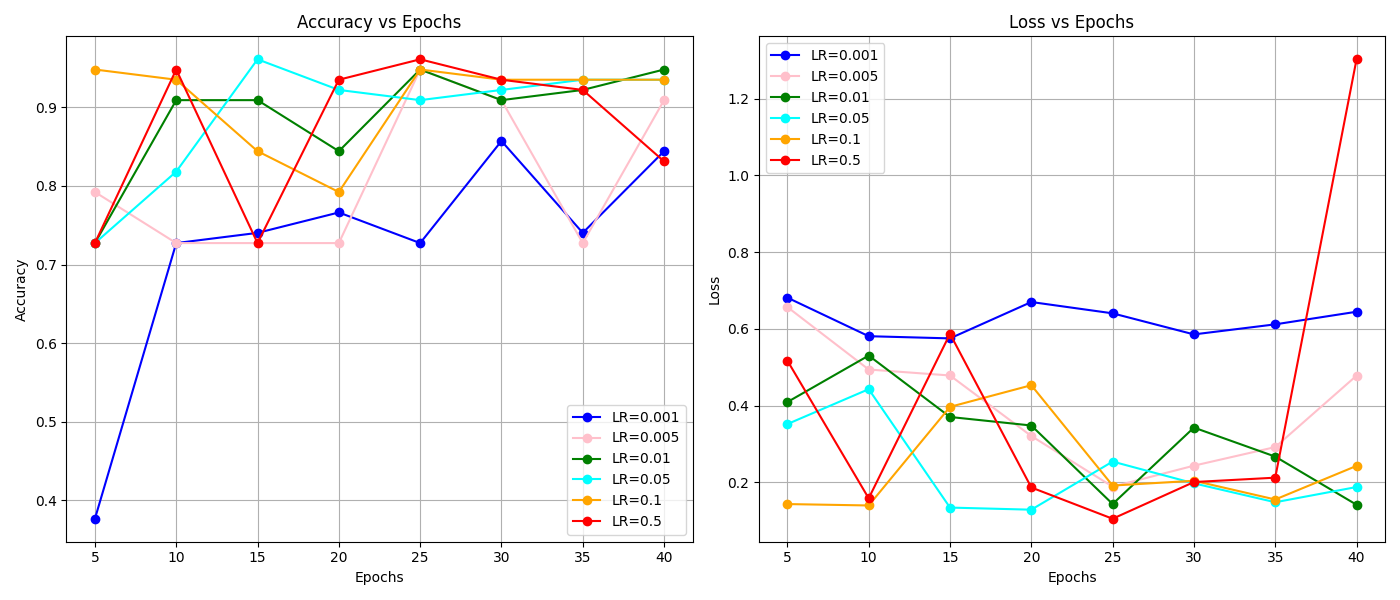 Accuracy vs Epochs
0.9
0.8
0.7
0.6
0.5
0.4
Accuracy
5 10 15 20 25 30 35 40
Epochs
LR=0.001
LR=0.005
LR=0.01
LR=0.05
LR=0.1
LR=0.5
Loss vs Epochs
LR=0.001
LR=0.005
LR=0.01
LR=0.05
LR=0.1
LR=0.5
1.2
1.0
0.8
0.6
0.4
0.2
Loss
5 10 15 20 25 30 35 40
Epochs